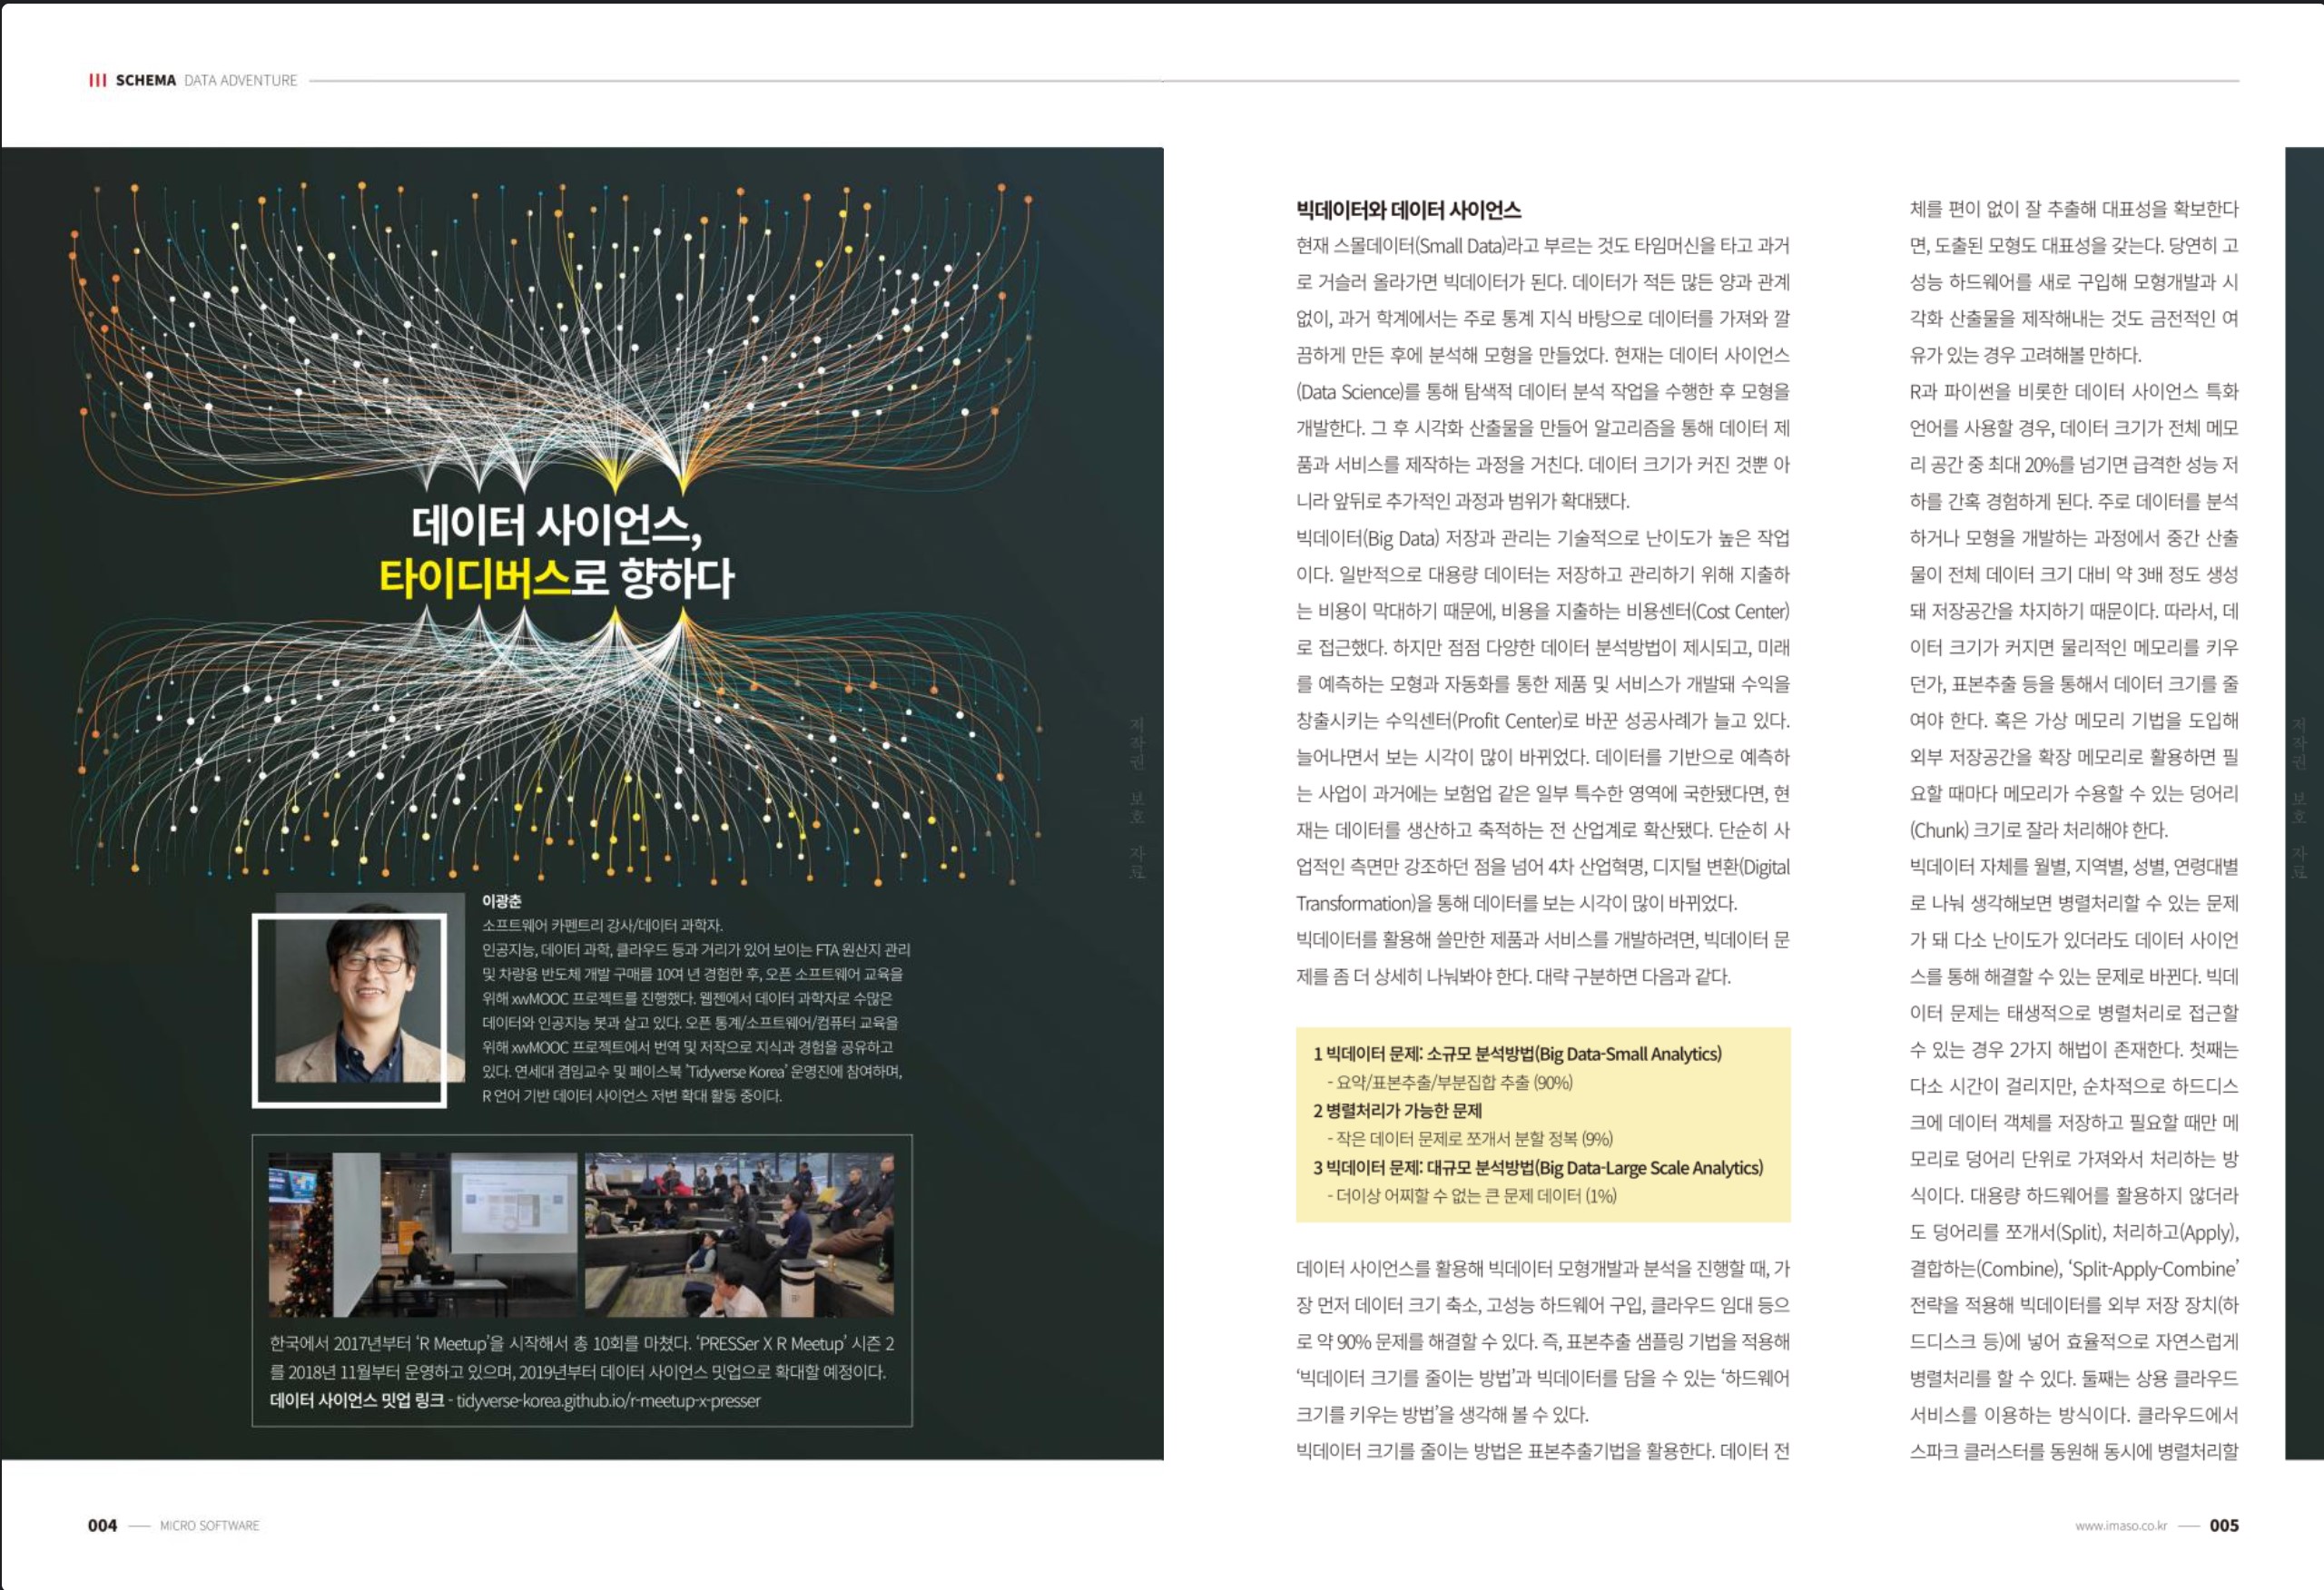 SCHEMA DATA ADVENTURE
데이터 사이언스,
타이디버스로 향하다
이광춘
소프트웨어 카펜트리 강사/데이터 과학자.
인공지능, 데이터 과학, 클라우드 등과 거리가 있어 보이는 FTA 원산지 관리
및 차량용 반도체 개발 구매를 10여 년 경험한 후, 오픈 소프트웨어 교육을
위해 xwMOOC 프로젝트를 진행했다. 웹젠에서 데이터 과학자로 수많은
데이터와 인공지능 봇과 살고 있다. 오픈 통계/소프트웨어/컴퓨터 교육을
위해 xwMOOC 프로젝트에서 번역 및 저작으로 지식과 경험을 공유하고
있다. 연세대 겸임교수 및 페이스북 ‘Tidyverse Korea’ 운영진에 참여하며,
R 언어 기반 데이터 사이언스 저변 확대 활동 중이다.
한국에서 2017년부터 ‘R Meetup’을 시작해서 총 10회를 마쳤다. ‘PRESSer X R Meetup’ 시즌 2
를 2018년 11월부터 운영하고 있으며, 2019년부터 데이터 사이언스 밋업으로 확대할 예정이다.
데이터 사이언스 밋업 링크 - tidyverse-korea.github.io/r-meetup-x-presser
저작권 보호 자료
004 MICRO SOFTWARE
빅데이터와 데이터 사이언스
현재 스몰데이터(Small Data)라고 부르는 것도 타임머신을 타고 과거
로 거슬러 올라가면 빅데이터가 된다. 데이터가 적든 많든 양과 관계
없이, 과거 학계에서는 주로 통계 지식 바탕으로 데이터를 가져와 깔
끔하게 만든 후에 분석해 모형을 만들었다. 현재는 데이터 사이언스
(Data Science)를 통해 탐색적 데이터 분석 작업을 수행한 후 모형을
개발한다. 그 후 시각화 산출물을 만들어 알고리즘을 통해 데이터 제
품과 서비스를 제작하는 과정을 거친다. 데이터 크기가 커진 것뿐 아
니라 앞뒤로 추가적인 과정과 범위가 확대됐다.
빅데이터(Big Data) 저장과 관리는 기술적으로 난이도가 높은 작업
이다. 일반적으로 대용량 데이터는 저장하고 관리하기 위해 지출하
는 비용이 막대하기 때문에, 비용을 지출하는 비용센터(Cost Center)
로 접근했다. 하지만 점점 다양한 데이터 분석방법이 제시되고, 미래
를 예측하는 모형과 자동화를 통한 제품 및 서비스가 개발돼 수익을
창출시키는 수익센터(Profit Center)로 바꾼 성공사례가 늘고 있다.
늘어나면서 보는 시각이 많이 바뀌었다. 데이터를 기반으로 예측하
는 사업이 과거에는 보험업 같은 일부 특수한 영역에 국한됐다면, 현
재는 데이터를 생산하고 축적하는 전 산업계로 확산됐다. 단순히 사
업적인 측면만 강조하던 점을 넘어 4차 산업혁명, 디지털 변환(Digital
Transformation)을 통해 데이터를 보는 시각이 많이 바뀌었다.
빅데이터를 활용해 쓸만한 제품과 서비스를 개발하려면, 빅데이터 문
제를 좀 더 상세히 나눠봐야 한다. 대략 구분하면 다음과 같다.
1 빅데이터 문제: 소규모 분석방법(Big Data-Small Analytics)
- 요약/표본추출/부분집합 추출 (90%)
2 병렬처리가 가능한 문제
- 작은 데이터 문제로 쪼개서 분할 정복 (9%)
3 빅데이터 문제: 대규모 분석방법(Big Data-Large Scale Analytics)
- 더이상 어찌할 수 없는 큰 문제 데이터 (1%)
데이터 사이언스를 활용해 빅데이터 모형개발과 분석을 진행할 때, 가
장 먼저 데이터 크기 축소, 고성능 하드웨어 구입, 클라우드 임대 등으
로 약 90% 문제를 해결할 수 있다. 즉, 표본추출 샘플링 기법을 적용해
‘빅데이터 크기를 줄이는 방법’과 빅데이터를 담을 수 있는 ‘하드웨어
크기를 키우는 방법’을 생각해 볼 수 있다.
빅데이터 크기를 줄이는 방법은 표본추출기법을 활용한다. 데이터 전
체를 편이 없이 잘 추출해 대표성을 확보한다
면, 도출된 모형도 대표성을 갖는다. 당연히 고
성능 하드웨어를 새로 구입해 모형개발과 시
각화 산출물을 제작해내는 것도 금전적인 여
유가 있는 경우 고려해볼 만하다.
R과 파이썬을 비롯한 데이터 사이언스 특화
언어를 사용할 경우, 데이터 크기가 전체 메모
리 공간 중 최대 20%를 넘기면 급격한 성능 저
하를 간혹 경험하게 된다. 주로 데이터를 분석
하거나 모형을 개발하는 과정에서 중간 산출
물이 전체 데이터 크기 대비 약 3배 정도 생성
돼 저장공간을 차지하기 때문이다. 따라서, 데
이터 크기가 커지면 물리적인 메모리를 키우
던가, 표본추출 등을 통해서 데이터 크기를 줄
여야 한다. 혹은 가상 메모리 기법을 도입해
외부 저장공간을 확장 메모리로 활용하면 필
요할 때마다 메모리가 수용할 수 있는 덩어리
(Chunk) 크기로 잘라 처리해야 한다.
빅데이터 자체를 월별, 지역별, 성별, 연령대별
로 나눠 생각해보면 병렬처리할 수 있는 문제
가 돼 다소 난이도가 있더라도 데이터 사이언
스를 통해 해결할 수 있는 문제로 바뀐다. 빅데
이터 문제는 태생적으로 병렬처리로 접근할
수 있는 경우 2가지 해법이 존재한다. 첫째는
다소 시간이 걸리지만, 순차적으로 하드디스
크에 데이터 객체를 저장하고 필요할 때만 메
모리로 덩어리 단위로 가져와서 처리하는 방
식이다. 대용량 하드웨어를 활용하지 않더라
도 덩어리를 쪼개서(Split), 처리하고(Apply),
결합하는(Combine), ‘Split-Apply-Combine’
전략을 적용해 빅데이터를 외부 저장 장치(하
드디스크 등)에 넣어 효율적으로 자연스럽게
병렬처리를 할 수 있다. 둘째는 상용 클라우드
서비스를 이용하는 방식이다. 클라우드에서
스파크 클러스터를 동원해 동시에 병렬처리할
저작권 보호 자료
www.imaso.co.kr 005